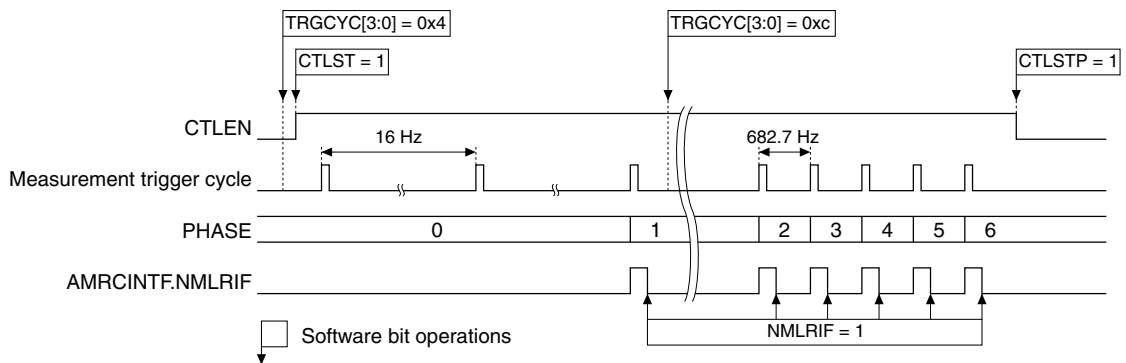 TRGCYC[3:0] = 0x4
TRGCYC[3:0] = 0xc
CTLST = 1
CTLSTP = 1
CTLEN
16 Hz
682.7 Hz
Measurement trigger cycle
PHASE
0
1
2
3
4
5
6
AMRCINTF.NMLRIF
NMLRIF = 1
Software bit operations